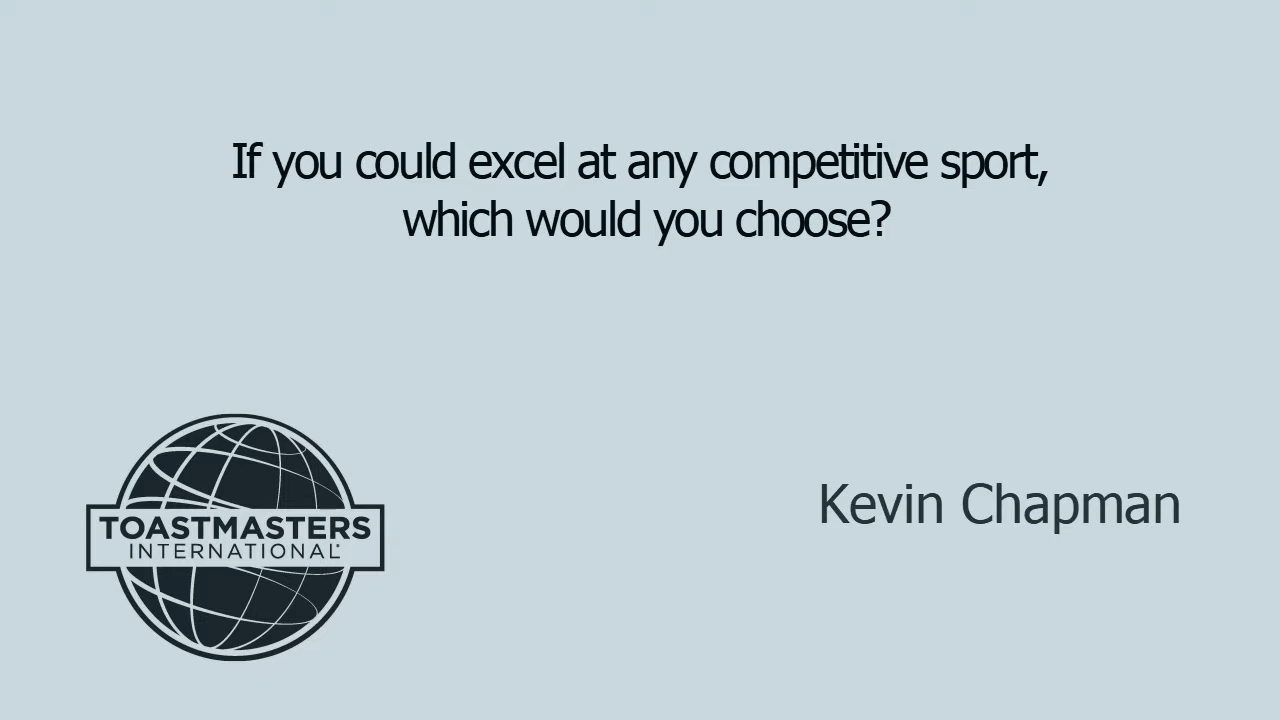 If you could excel at any competitive sport,
which would you choose?
Kevin Chapman
TOASTMASTERS
INTERNATIONAL